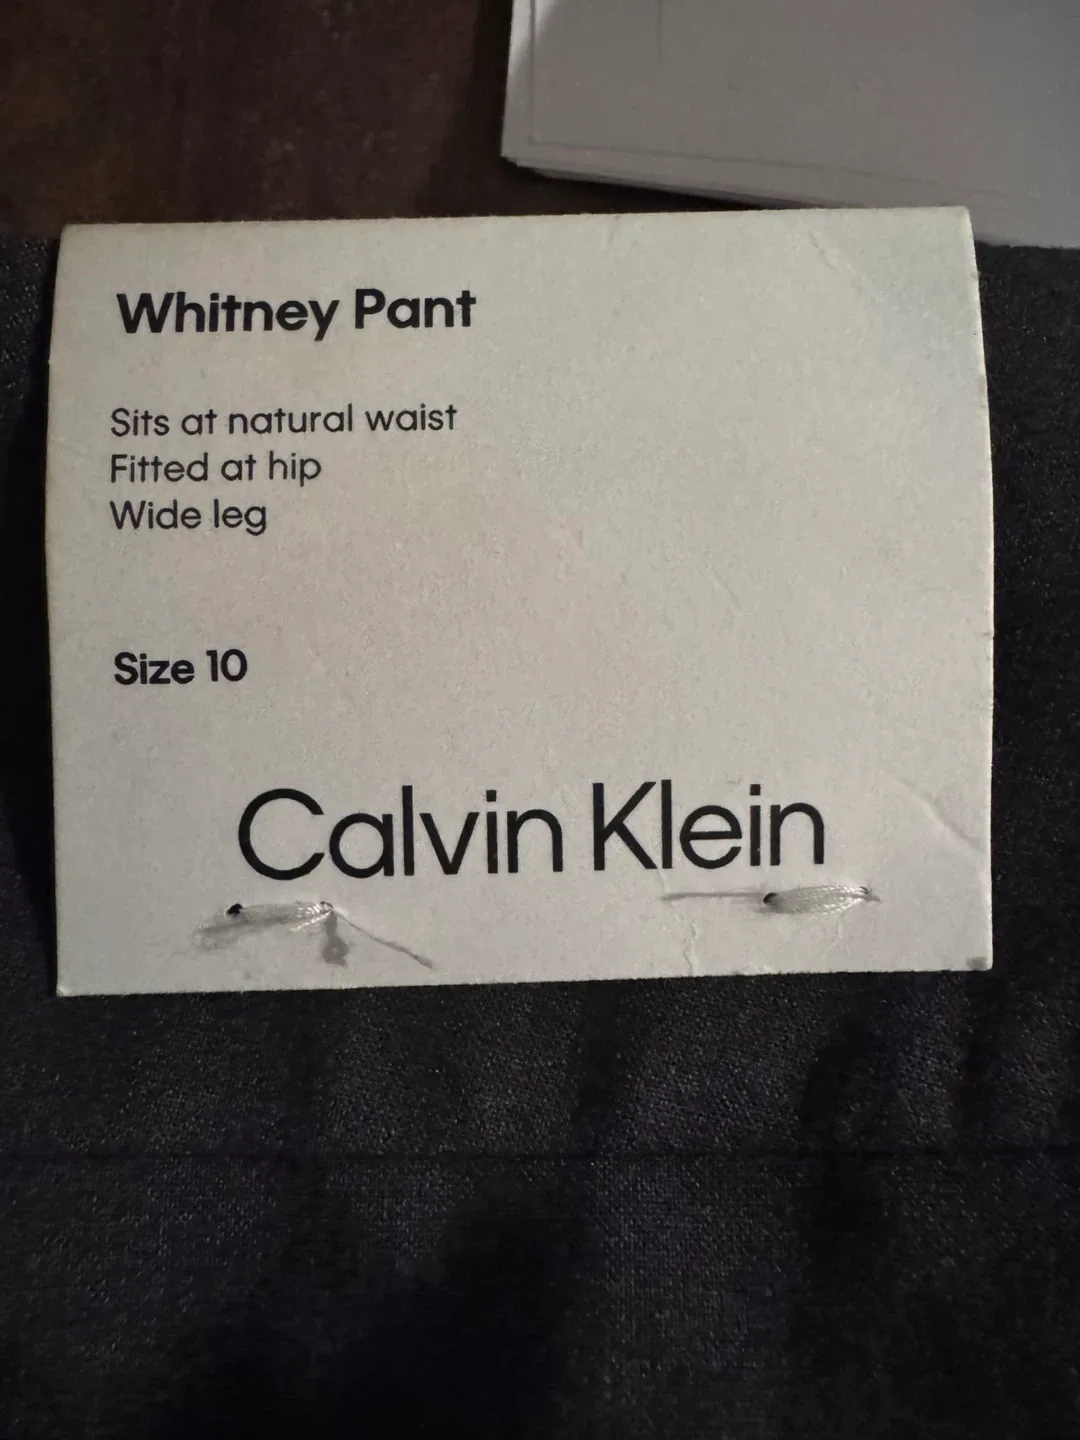 Whitney Pant
Sits at natural waist
Fitted at hip
Wide leg
Size 10
Calvin Klein